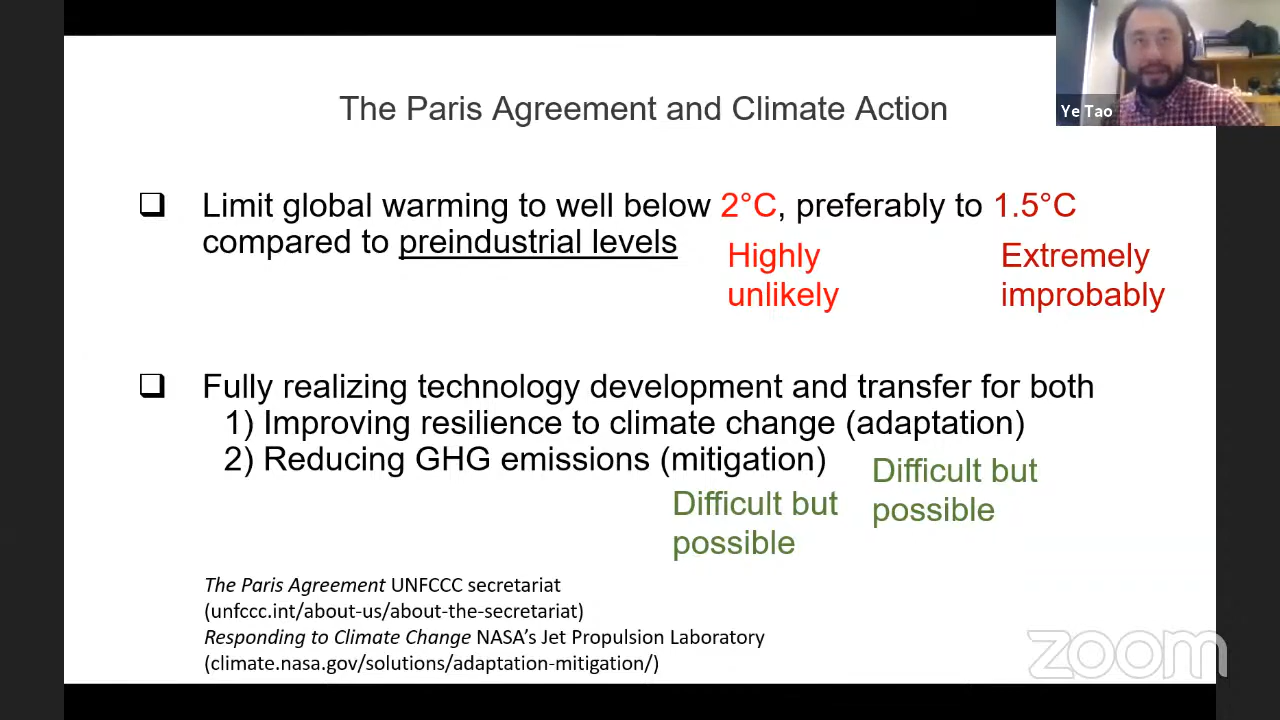 The Paris Agreement and Climate Action
Ye Tao
Limit global warming to well below 2°C, preferably to 1.5°C
compared to preindustrial levels
Highly
unlikely
Extremely
improbably
Fully realizing technology development and transfer for both
1) Improving resilience to climate change (adaptation)
2) Reducing GHG emissions (mitigation)
Difficult but
possible
Difficult but
possible
The Paris Agreement UNFCCC secretariat
(unfccc.int/about-us/about-the-secretariat)
Responding to Climate Change NASA's Jet Propulsion Laboratory
(climate.nasa.gov/solutions/adaptation-mitigation/)
zoom